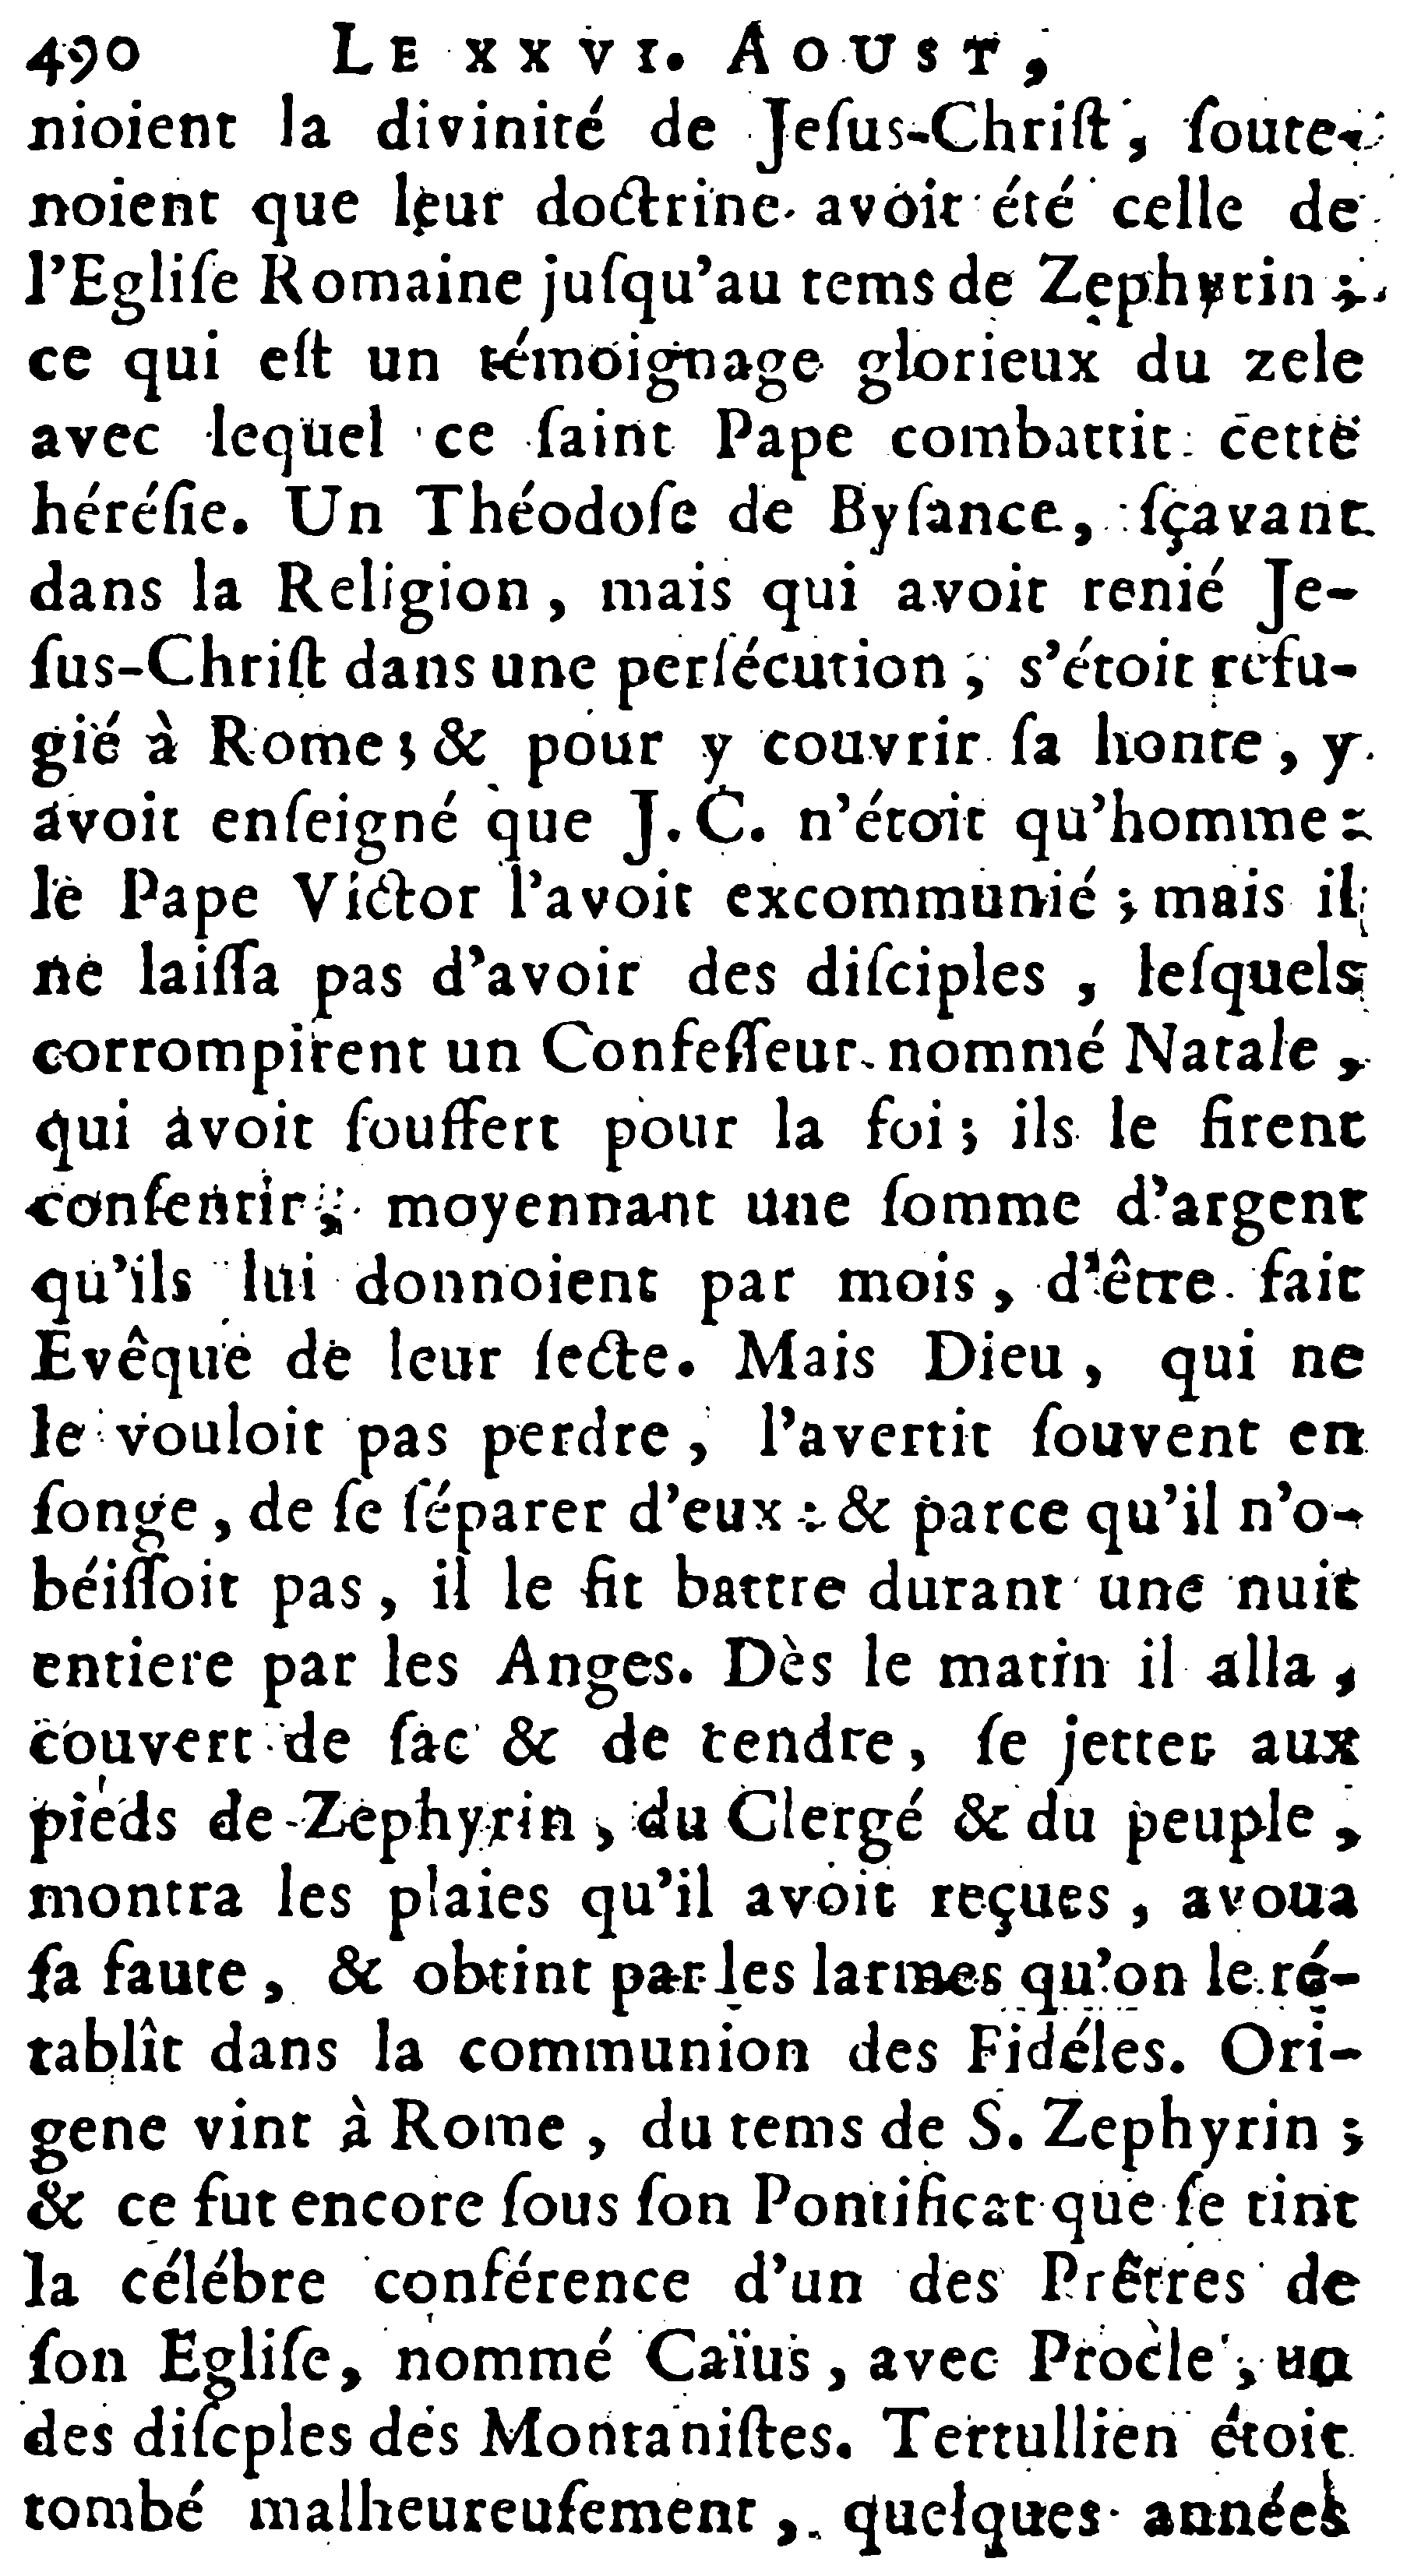 490 LE XXVI. AOUST,
nioient la divinité de Jeſus-Chriſt, ſoute-
noient que leur doctrine avoit été celle de
l'Egliſe Romaine juſqu'au tems de Zephyrin ;
ce qui eſt un témoignage glorieux du zele
avec lequel ce ſaint Pape combattit cette
héréſie. Un Théodoſe de Byſance, ſçavant
dans la Religion, mais qui avoit renié Je-
ſus-Chriſt dans une perſécution, s'étoit refu-
gié à Rome ; & pour y couvrir ſa honte, y
avoit enſeigné que J. C. n'étoit qu'homme :
le Pape Victor l'avoit excommunié ; mais il
ne laiſſa pas d'avoir des diſciples, leſquels
corrompirent un Confeſſeur nommé Natale,
qui avoit ſouffert pour la foi ; ils le firent
conſentir, moyennant une ſomme d'argent
qu'ils lui donnoient par mois, d'être fait
Evêque de leur ſecte. Mais Dieu, qui ne
le vouloit pas perdre, l'avertit ſouvent en
ſonge, de ſe ſéparer d'eux : & parce qu'il n'o-
béiſſoit pas, il le fit battre durant une nuit
entiere par les Anges. Dès le matin il alla,
couvert de ſac & de cendre, ſe jetter aux
pieds de Zephyrin, du Clergé & du peuple,
montra les plaies qu'il avoit reçues, avoua
ſa faute, & obtint par les larmes qu'on le ré-
tablît dans la communion des Fidéles. Ori-
gene vint à Rome, du tems de S. Zephyrin ;
& ce fut encore ſous ſon Pontificat que ſe tint
la célébre conférence d'un des Prêtres de
ſon Egliſe, nommé Caïus, avec Procle, un
des diſcples des Montaniſtes. Tertullien étoit
tombé malheureuſement, quelques années